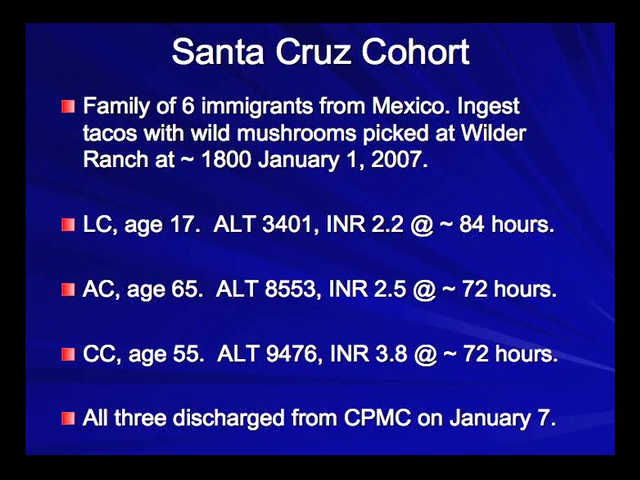 Santa Cruz Cohort
Family of 6 immigrants from Mexico. Ingest
tacos with wild mushrooms picked at Wilder
Ranch at ~ 1800 January 1, 2007.
LC, age 17.  ALT 3401, INR 2.2 @ ~ 84 hours.
AC, age 65.  ALT 8553, INR 2.5 @ ~ 72 hours.
CC, age 55.  ALT 9476, INR 3.8 @ ~ 72 hours.
All three discharged from CPMC on January 7.